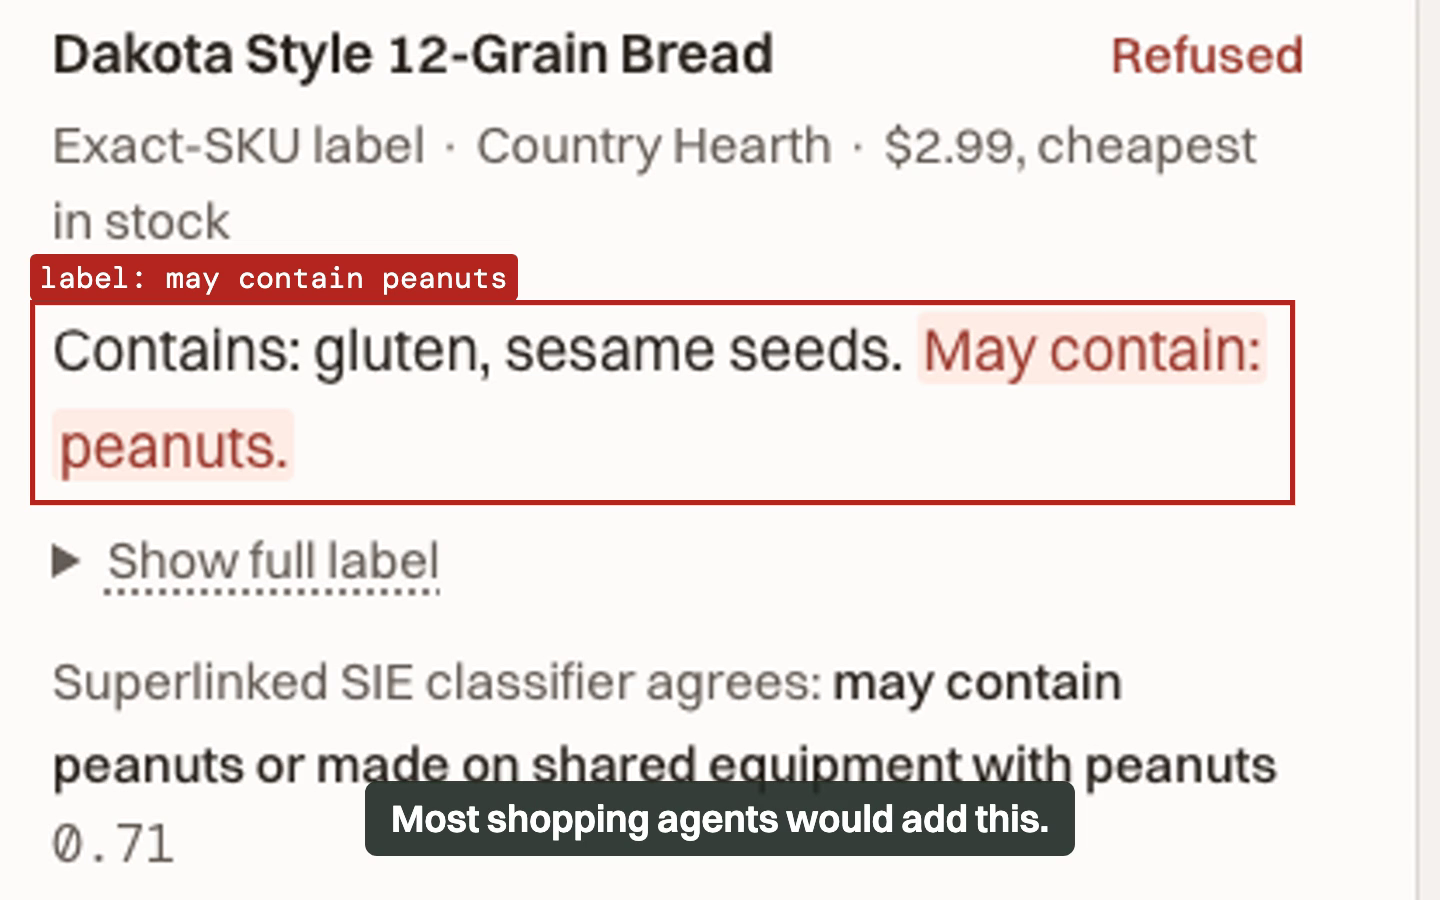 Dakota Style 12-Grain Bread
Refused
Exact-SKU label · Country Hearth · $2.99, cheapest
in stock
label: may contain peanuts
Contains: gluten, sesame seeds. May contain:
peanuts.
▶ Show full label
Superlinked SIE classifier agrees: may contain
peanuts or made on shared equipment with peanuts
0.71
Most shopping agents would add this.